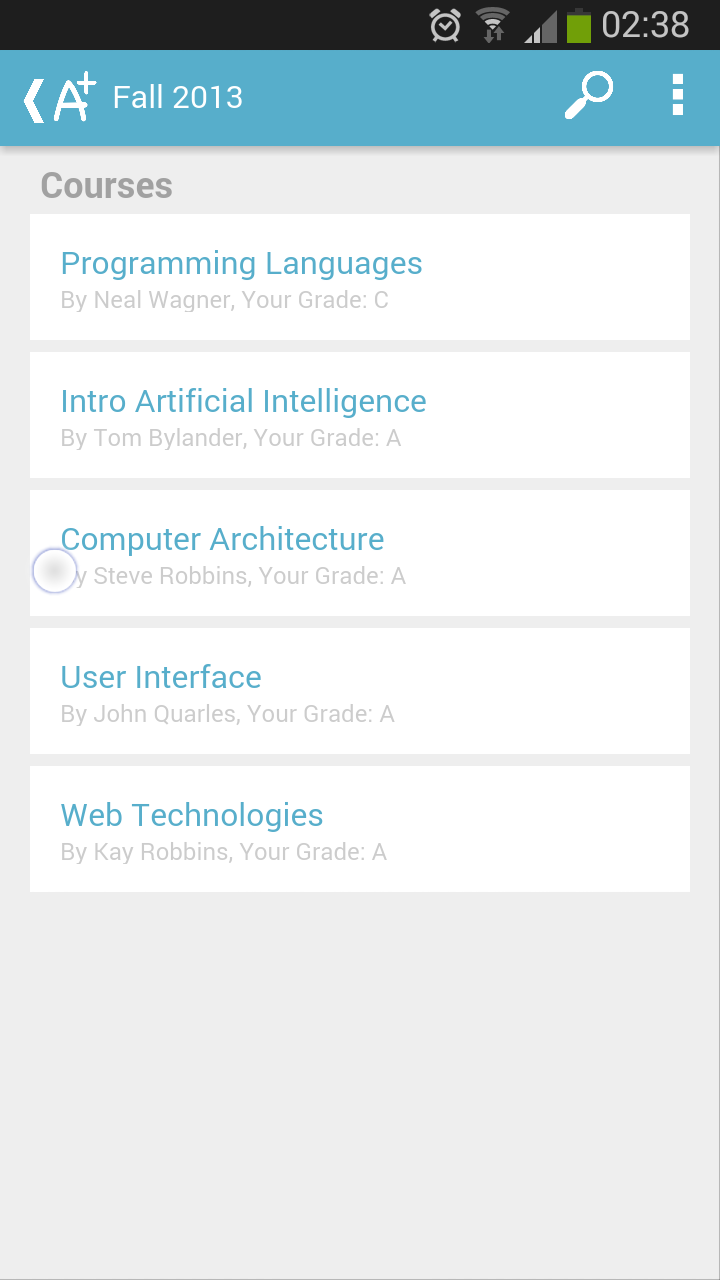 02:38
A+ Fall 2013
Courses
Programming Languages
By Neal Wagner, Your Grade: C
Intro Artificial Intelligence
By Tom Bylander, Your Grade: A
Computer Architecture
By Steve Robbins, Your Grade: A
User Interface
By John Quarles, Your Grade: A
Web Technologies
By Kay Robbins, Your Grade: A